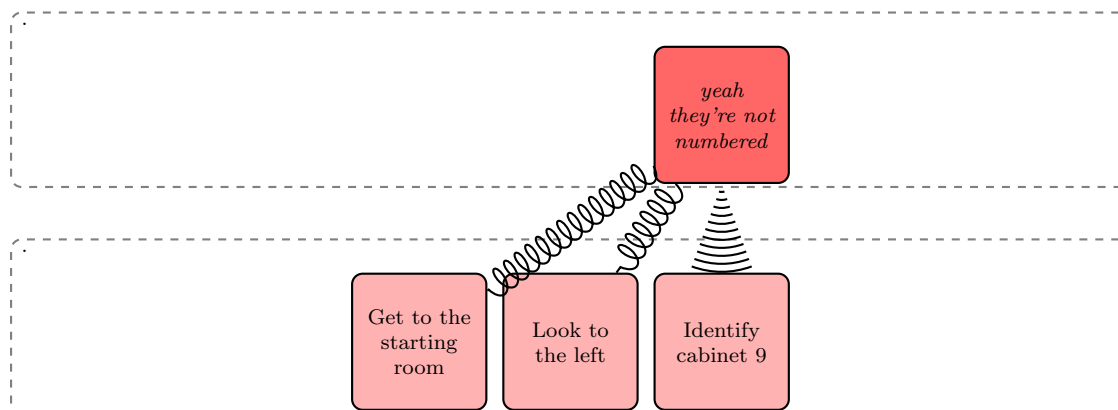 .
yeah
they're not
numbered
.
Get to the
starting
room
Look to
the left
Identify
cabinet 9